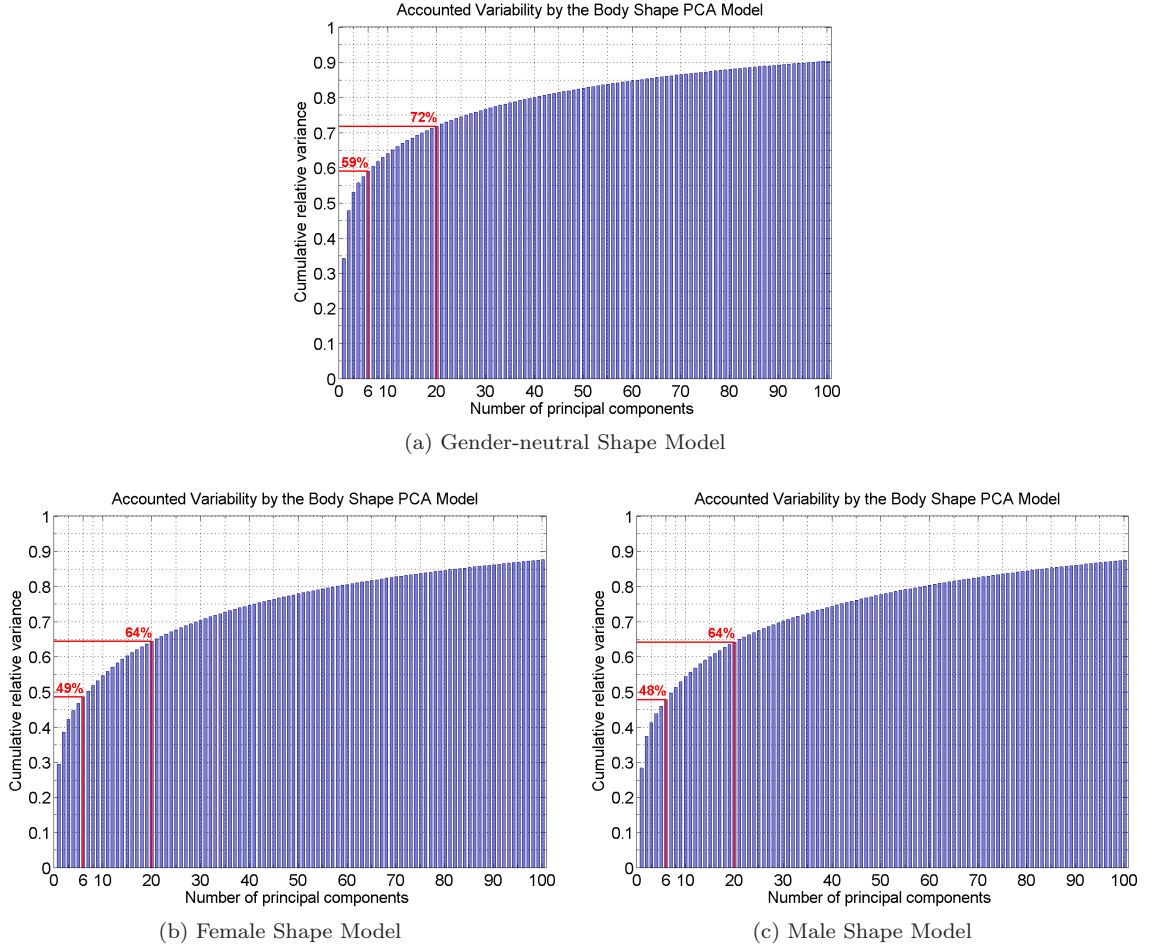 Accounted Variability by the Body Shape PCA Model
1
0.9
0.8
0.7
0.6
0.5
0.4
0.3
0.2
0.1
0
Cumulative relative variance
72%
59%
0 6 10 20 30 40 50 60 70 80 90 100
Number of principal components
(a) Gender-neutral Shape Model
Accounted Variability by the Body Shape PCA Model
1
0.9
0.8
0.7
0.6
0.5
0.4
0.3
0.2
0.1
0
Cumulative relative variance
64%
49%
0 6 10 20 30 40 50 60 70 80 90 100
Number of principal components
(b) Female Shape Model
Accounted Variability by the Body Shape PCA Model
1
0.9
0.8
0.7
0.6
0.5
0.4
0.3
0.2
0.1
0
Cumulative relative variance
64%
48%
0 6 10 20 30 40 50 60 70 80 90 100
Number of principal components
(c) Male Shape Model